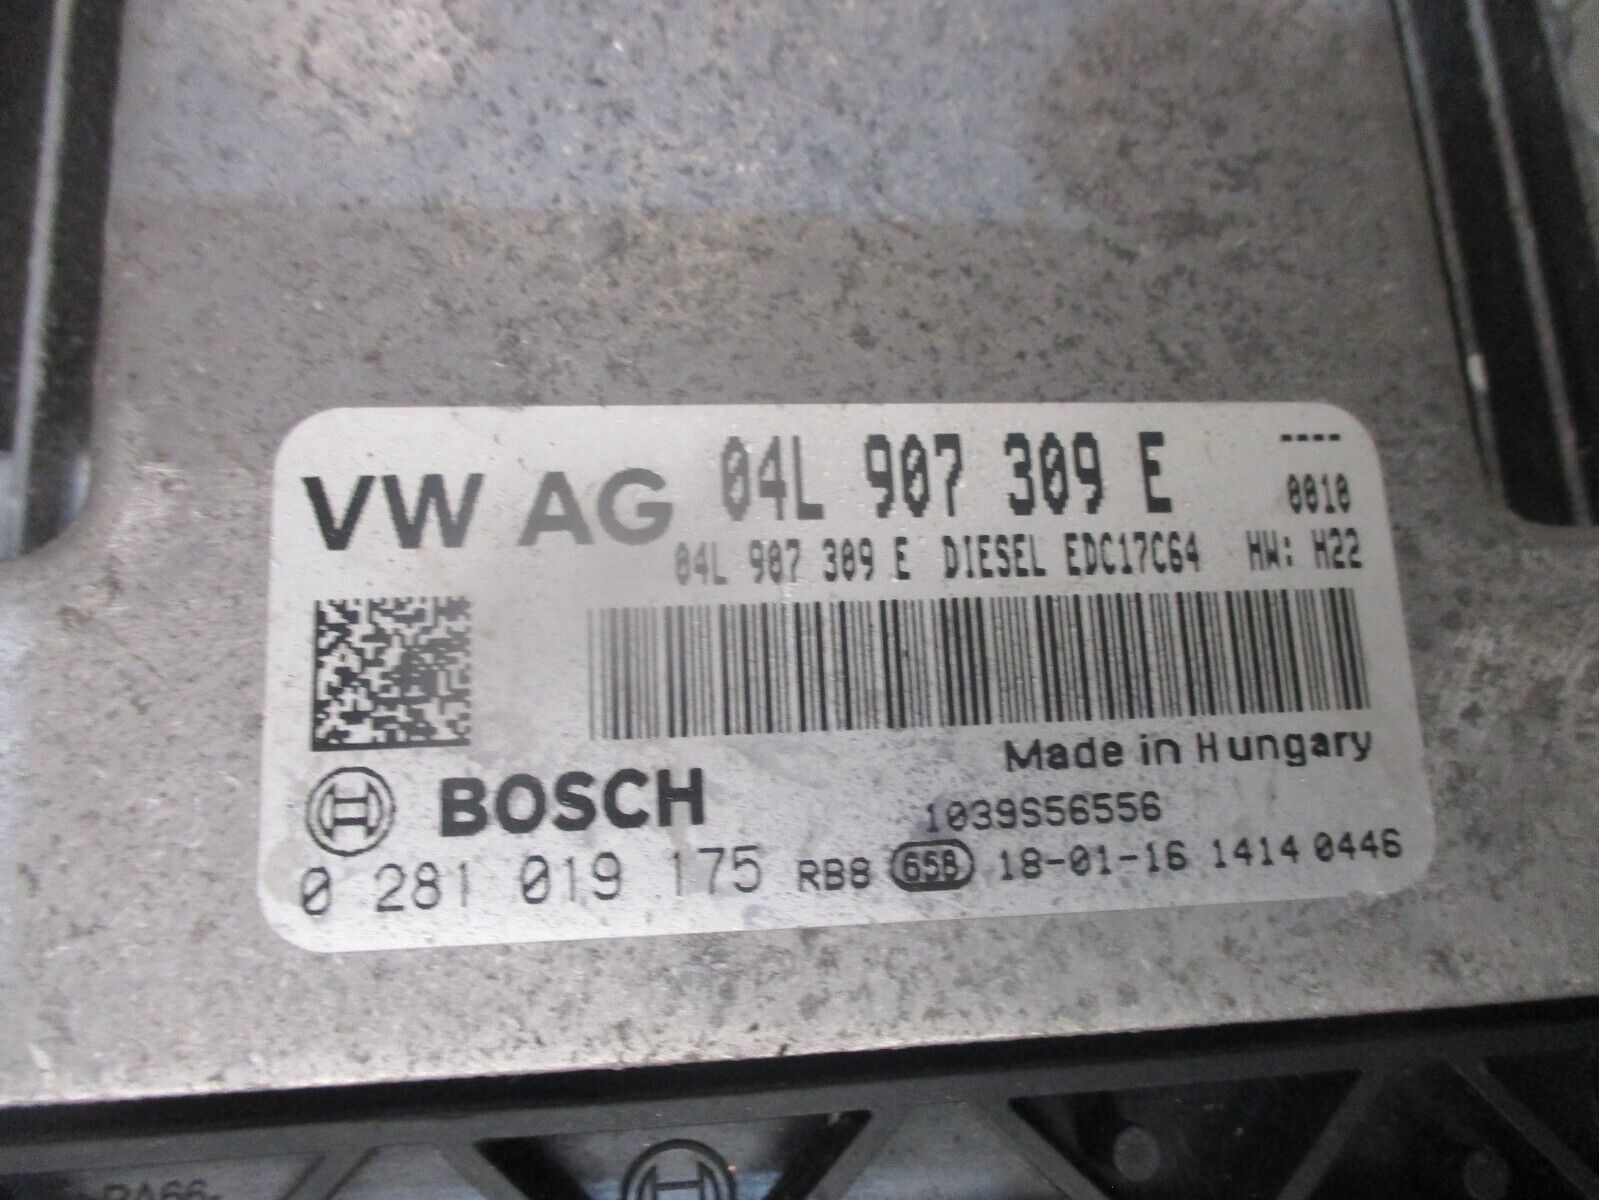 VW AG 04L 907 309 E ----
0010
04L 907 309 E DIESEL EDC17C64 HW: H22
Made in Hungary
BOSCH
1039S56556
0 281 019 175 RB8 65B 18-01-16 1414 0446